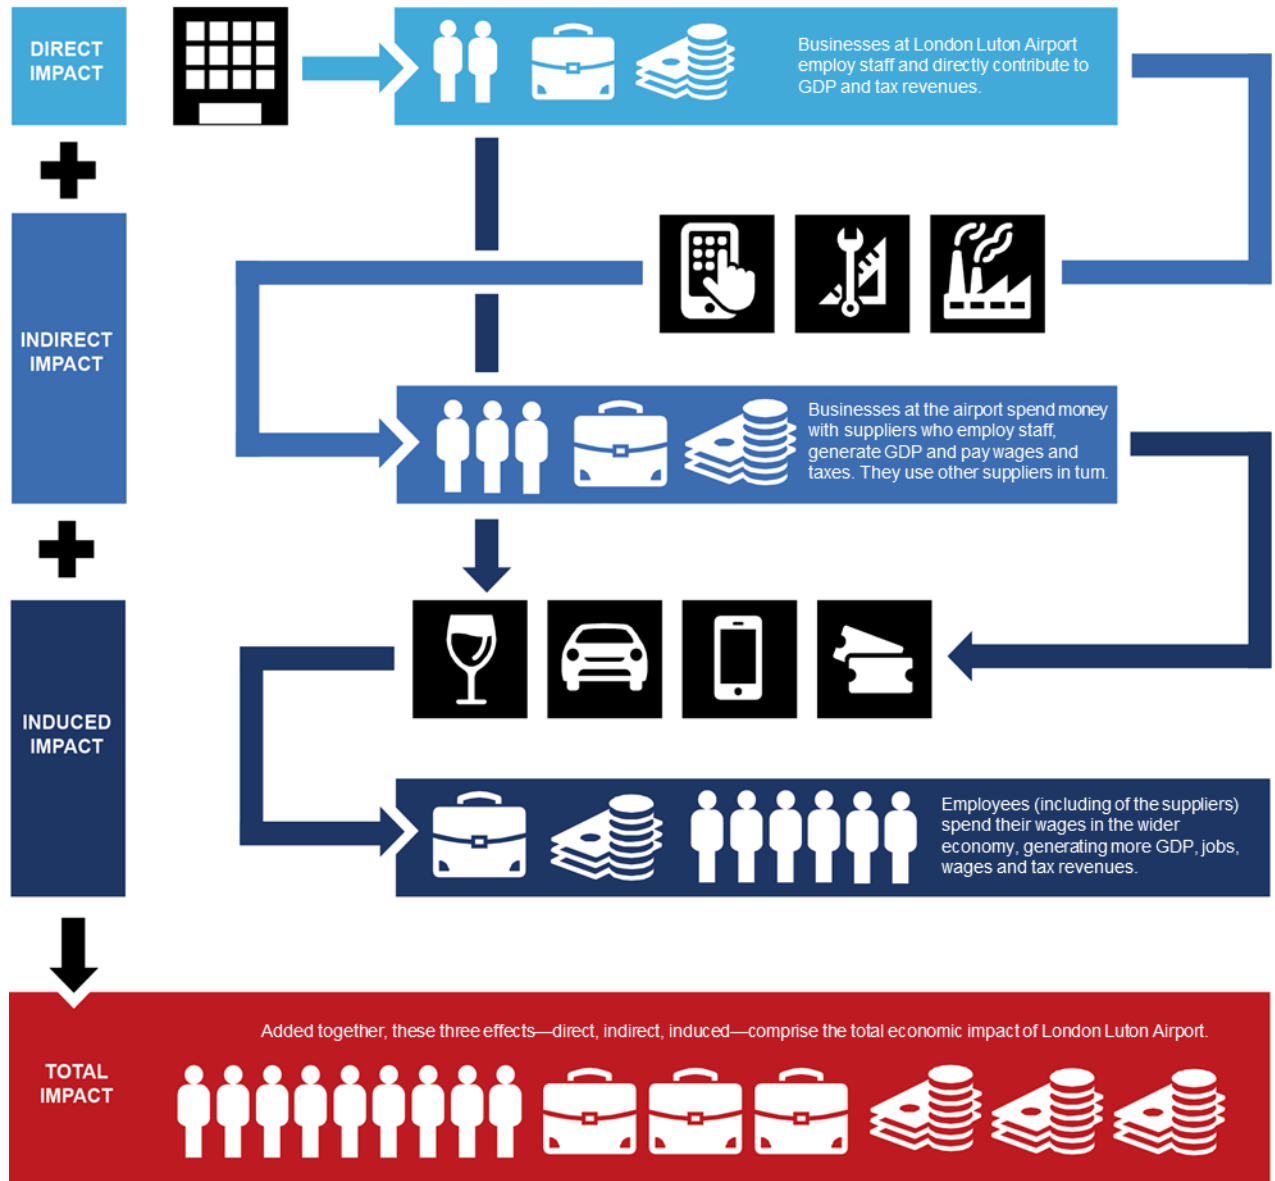 DIRECT
IMPACT
Businesses at London Luton Airport
employ staff and directly contribute to
GDP and tax revenues.
INDIRECT
IMPACT
Businesses at the airport spend money
with suppliers who employ staff,
generate GDP and pay wages and
taxes. They use other suppliers in turn.
INDUCED
IMPACT
Employees (including of the suppliers)
spend their wages in the wider
economy, generating more GDP, jobs,
wages and tax revenues.
Added together, these three effects—direct, indirect, induced—comprise the total economic impact of London Luton Airport.
TOTAL
IMPACT